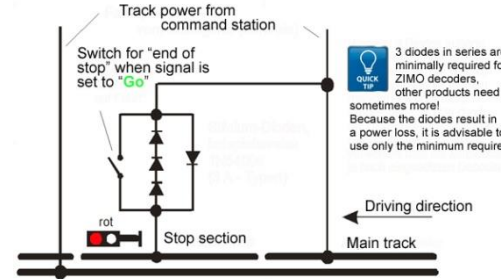 Track power from
command station
Switch for "end of
stop" when signal is
set to "Go"
QUICK
TIP
3 diodes in series are
minimally required fo
ZIMO decoders,
other products need
sometimes more!
Because the diodes result in
a power loss, it is advisable to
use only the minimum require
Driving direction
rot
Stop section
Main track